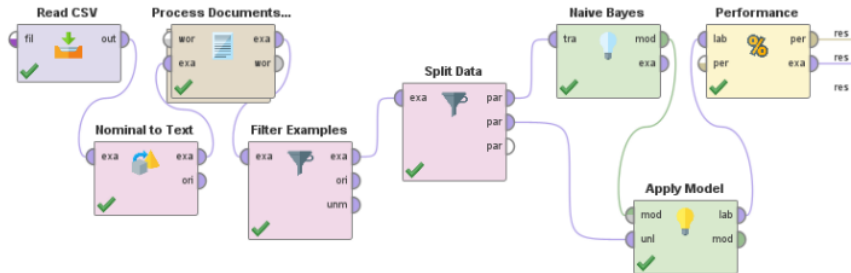 Read CSV
fil
out
Process Documents...
wor
exa
exa
wor
Nominal to Text
exa
exa
ori
Filter Examples
exa
exa
ori
unm
Split Data
exa
par
par
par
Naive Bayes
tra
mod
exa
Performance
lab
per
per
exa
%
res
res
res
Apply Model
mod
lab
unl
mod